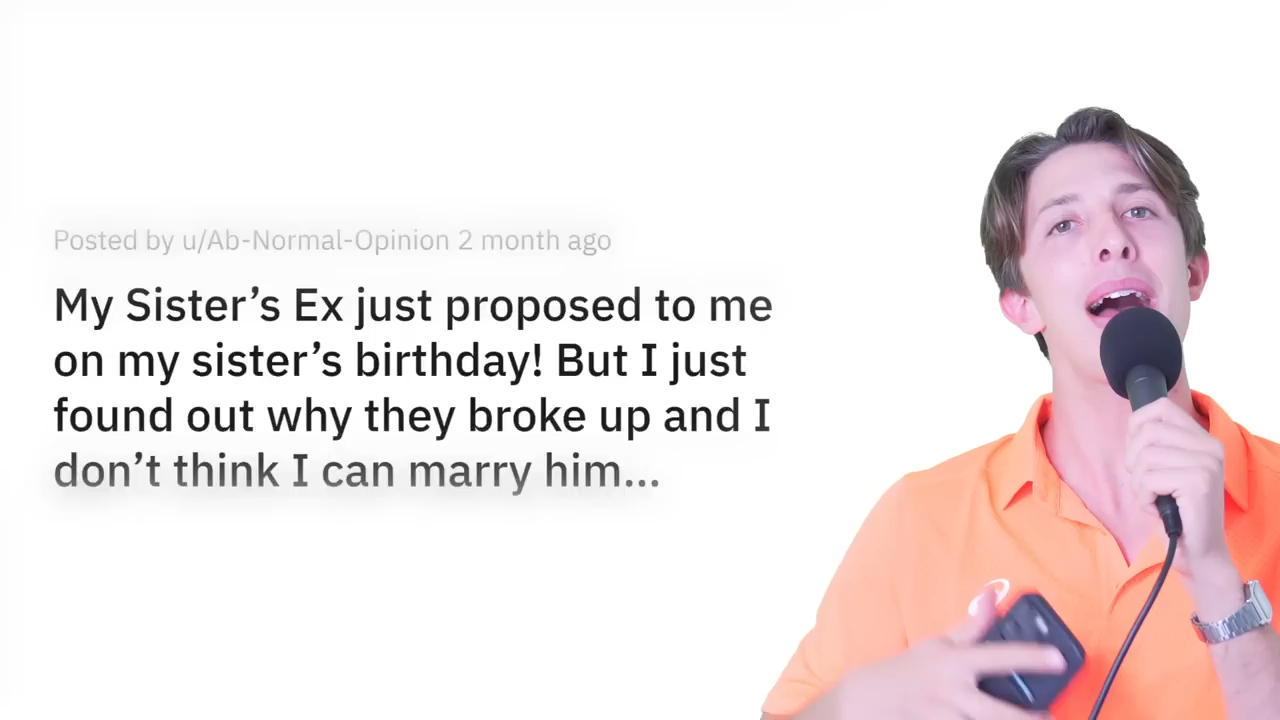 Posted by u/Ab-Normal-Opinion 2 month ago
My Sister’s Ex just proposed to me
on my sister’s birthday! But I just
found out why they broke up and I
don’t think I can marry him...